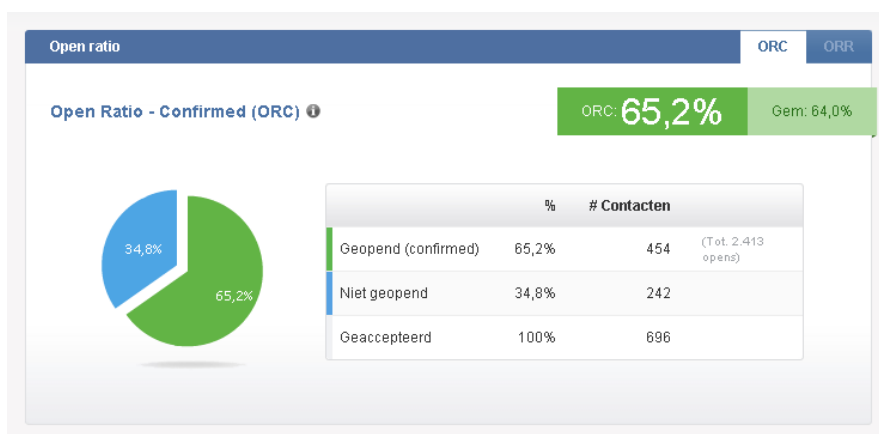 Open ratio ORC ORR
Open Ratio - Confirmed (ORC)
ORC: 65,2% Gem: 64,0%
34,8%
65,2%
% # Contacten
Geopend (confirmed) 65,2% 454 (Tot. 2.413
opens)
Niet geopend 34,8% 242
Geaccepteerd 100% 696